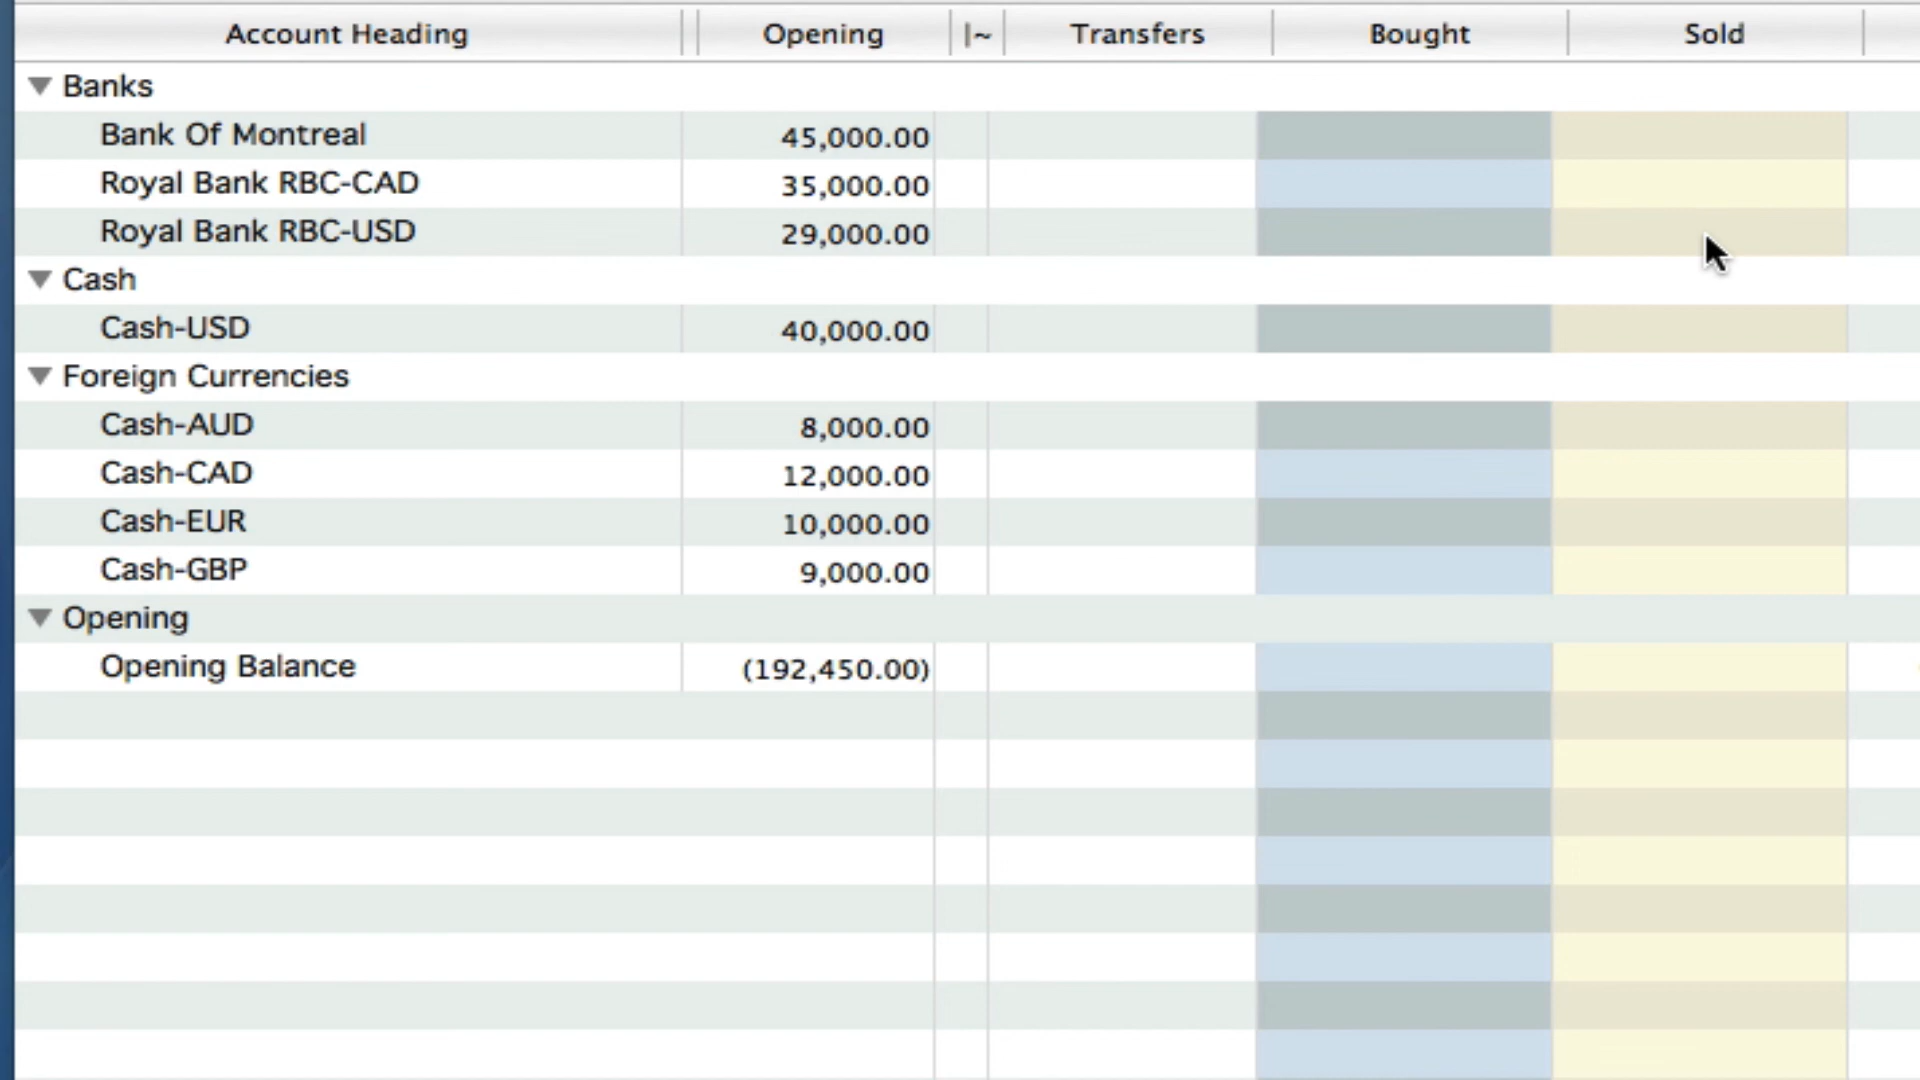 Account Heading Opening |~ Transfers Bought Sold
Banks
Bank Of Montreal 45,000.00
Royal Bank RBC-CAD 35,000.00
Royal Bank RBC-USD 29,000.00
Cash
Cash-USD 40,000.00
Foreign Currencies
Cash-AUD 8,000.00
Cash-CAD 12,000.00
Cash-EUR 10,000.00
Cash-GBP 9,000.00
Opening
Opening Balance (192,450.00)